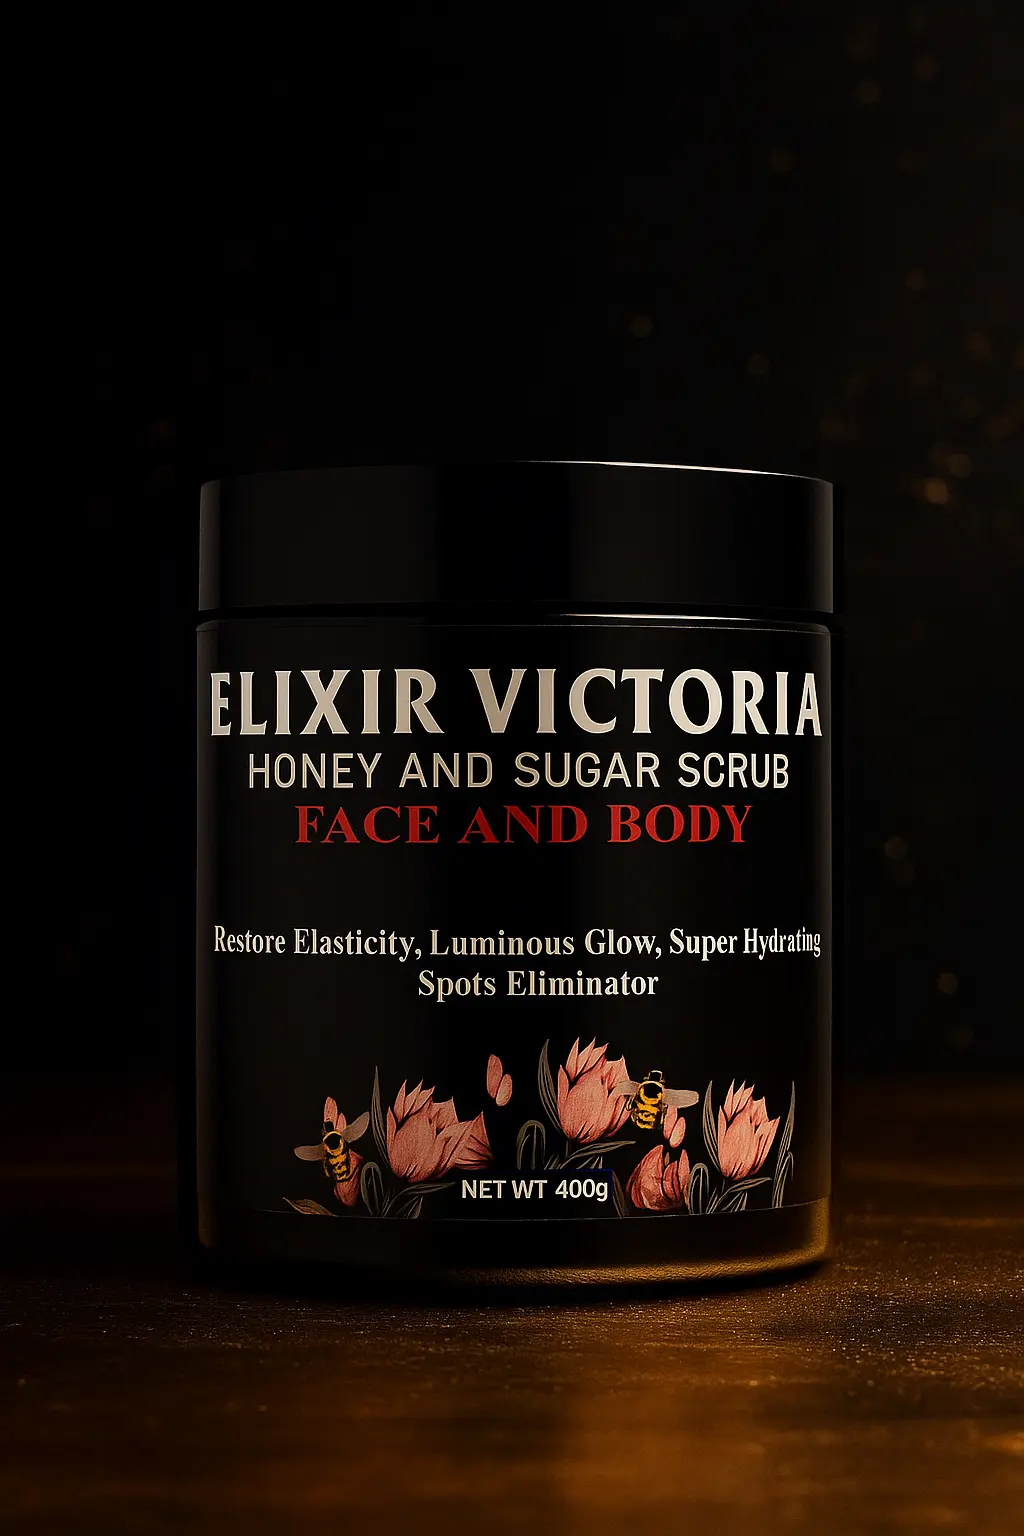 ELIXIR VICTORIA
HONEY AND SUGAR SCRUB
FACE AND BODY
Restore Elasticity, Luminous Glow, Super Hydrating
Spots Eliminator
NET WT 400g